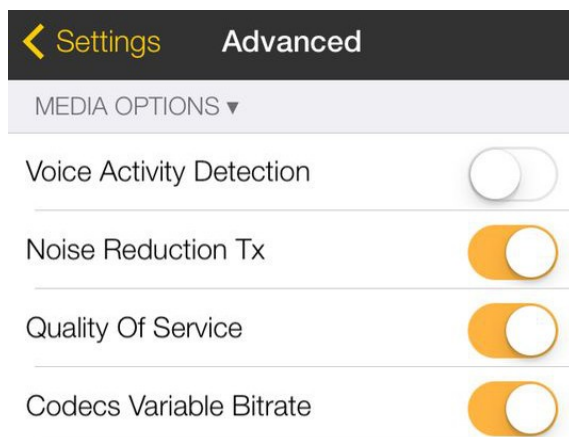 Settings Advanced
MEDIA OPTIONS ▾
Voice Activity Detection
Noise Reduction Tx
Quality Of Service
Codecs Variable Bitrate